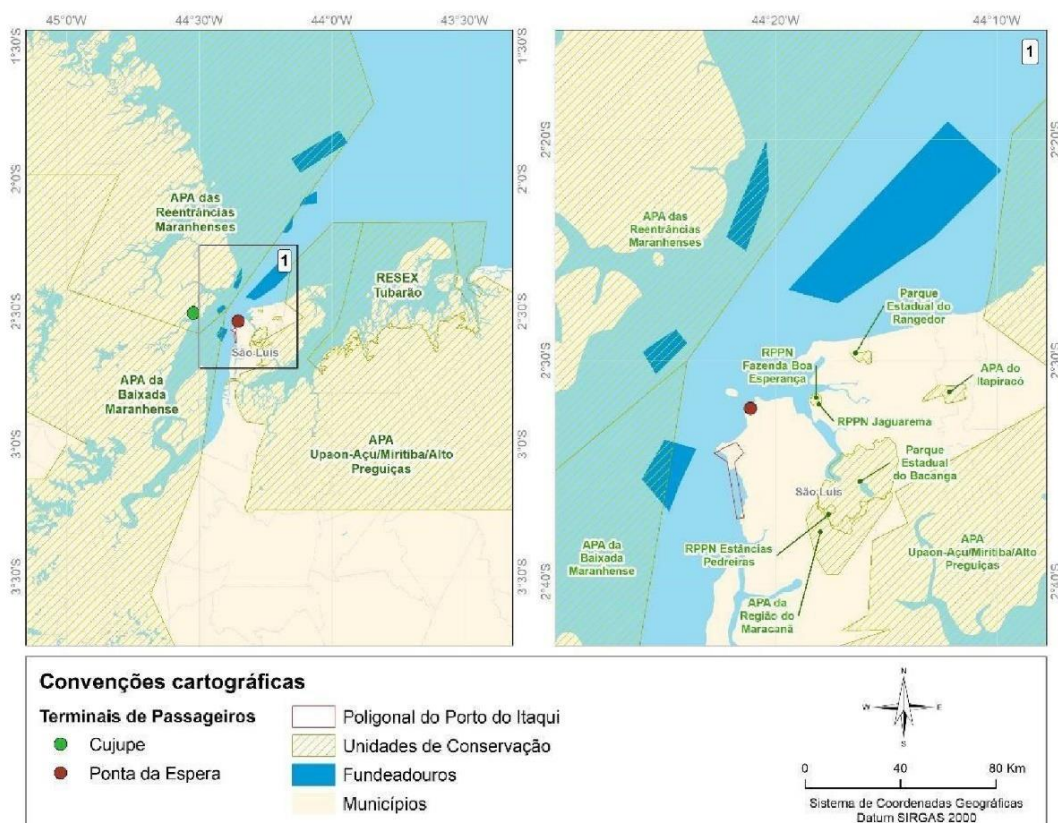 45°0'W 44°30'W 44°0'W 43°30'W
1°30'S
2°0'S
2°30'S
3°0'S
3°30'S
APA das
Reentrâncias
Maranhenses
1
RESEX
Tubarão
São Luís
APA da
Baixada
Maranhense
APA
Upaon-Açu/Miritiba/Alto
Preguiças
1°30'S
2°0'S
2°30'S
3°0'S
3°30'S
44°20'W 44°10'W
1
2°20'S
2°30'S
2°40'S
APA das
Reentrâncias
Maranhenses
Parque
Estadual do
Rangedor
RPPN
Fazenda Boa
Esperança
APA do
Itapiracó
RPPN Jaguarema
Parque
Estadual
do Bacanga
São Luís
APA da
Baixada
Maranhense
RPPN Estâncias
Pedreiras
APA
Upaon-Açu/Miritiba/Alto
Preguiças
APA da
Região do
Maracanã
2°20'S
2°30'S
2°40'S
Convenções cartográficas
Terminais de Passageiros
Cujupe
Ponta da Espera
Poligonal do Porto do Itaqui
Unidades de Conservação
Fundeadouros
Municípios
N
W E
S
0 40 80 Km
Sistema de Coordenadas Geográficas
Datum SIRGAS 2000